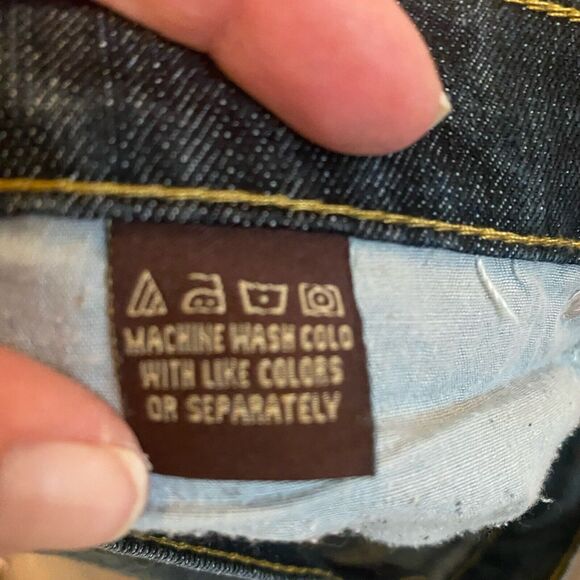 MACHINE WASH COLD
WITH LIKE COLORS
OR SEPARATELY